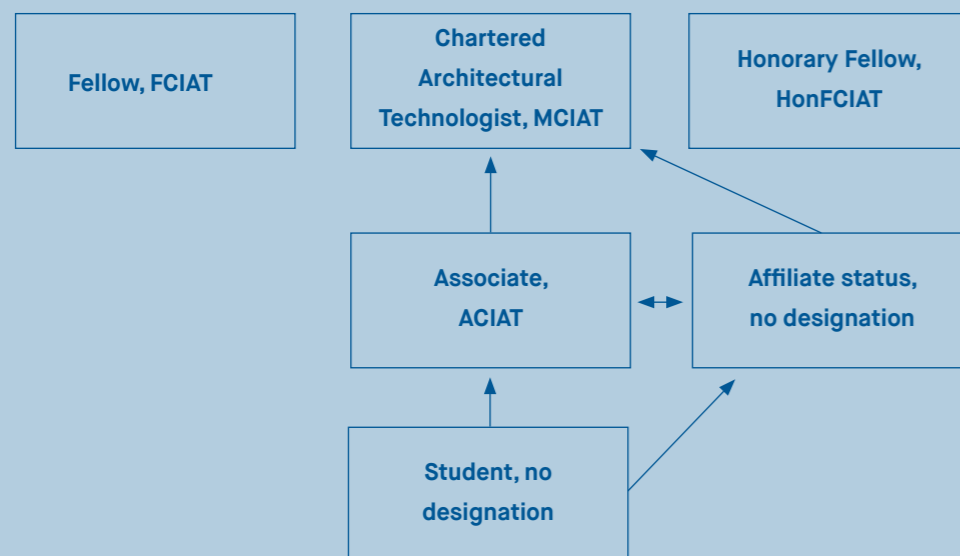 Fellow, FCIAT
Chartered
Architectural
Technologist, MCIAT
Honorary Fellow,
HonFCIAT
Associate,
ACIAT
Affiliate status,
no designation
Student, no
designation